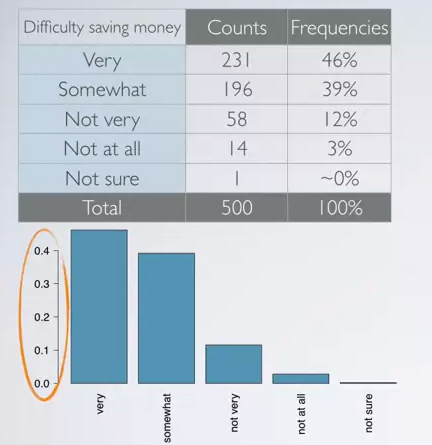 Difficulty saving money Counts Frequencies
Very 231 46%
Somewhat 196 39%
Not very 58 12%
Not at all 14 3%
Not sure 1 ~0%
Total 500 100%
0.4
0.3
0.2
0.1
0.0
very somewhat not very not at all not sure